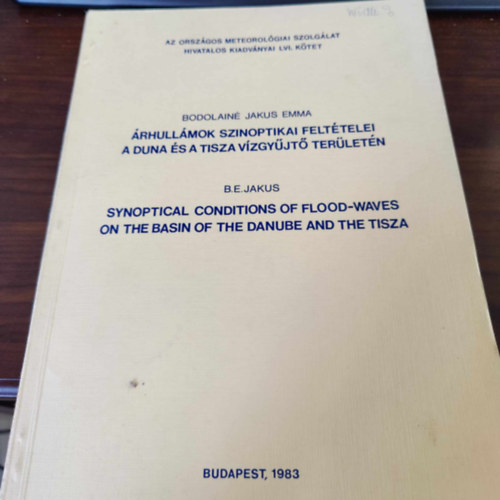 AZ ORSZÁGOS METEOROLÓGIAI SZOLGÁLAT
HIVATALOS KIADVÁNYAI LVI. KÖTET
BODOLAINÉ JAKUS EMMA
ÁRHULLÁMOK SZINOPTIKAI FELTÉTELEI
A DUNA ÉS A TISZA VÍZGYŰJTŐ TERÜLETÉN
B.E.JAKUS
SYNOPTICAL CONDITIONS OF FLOOD-WAVES
ON THE BASIN OF THE DANUBE AND THE TISZA
BUDAPEST, 1983